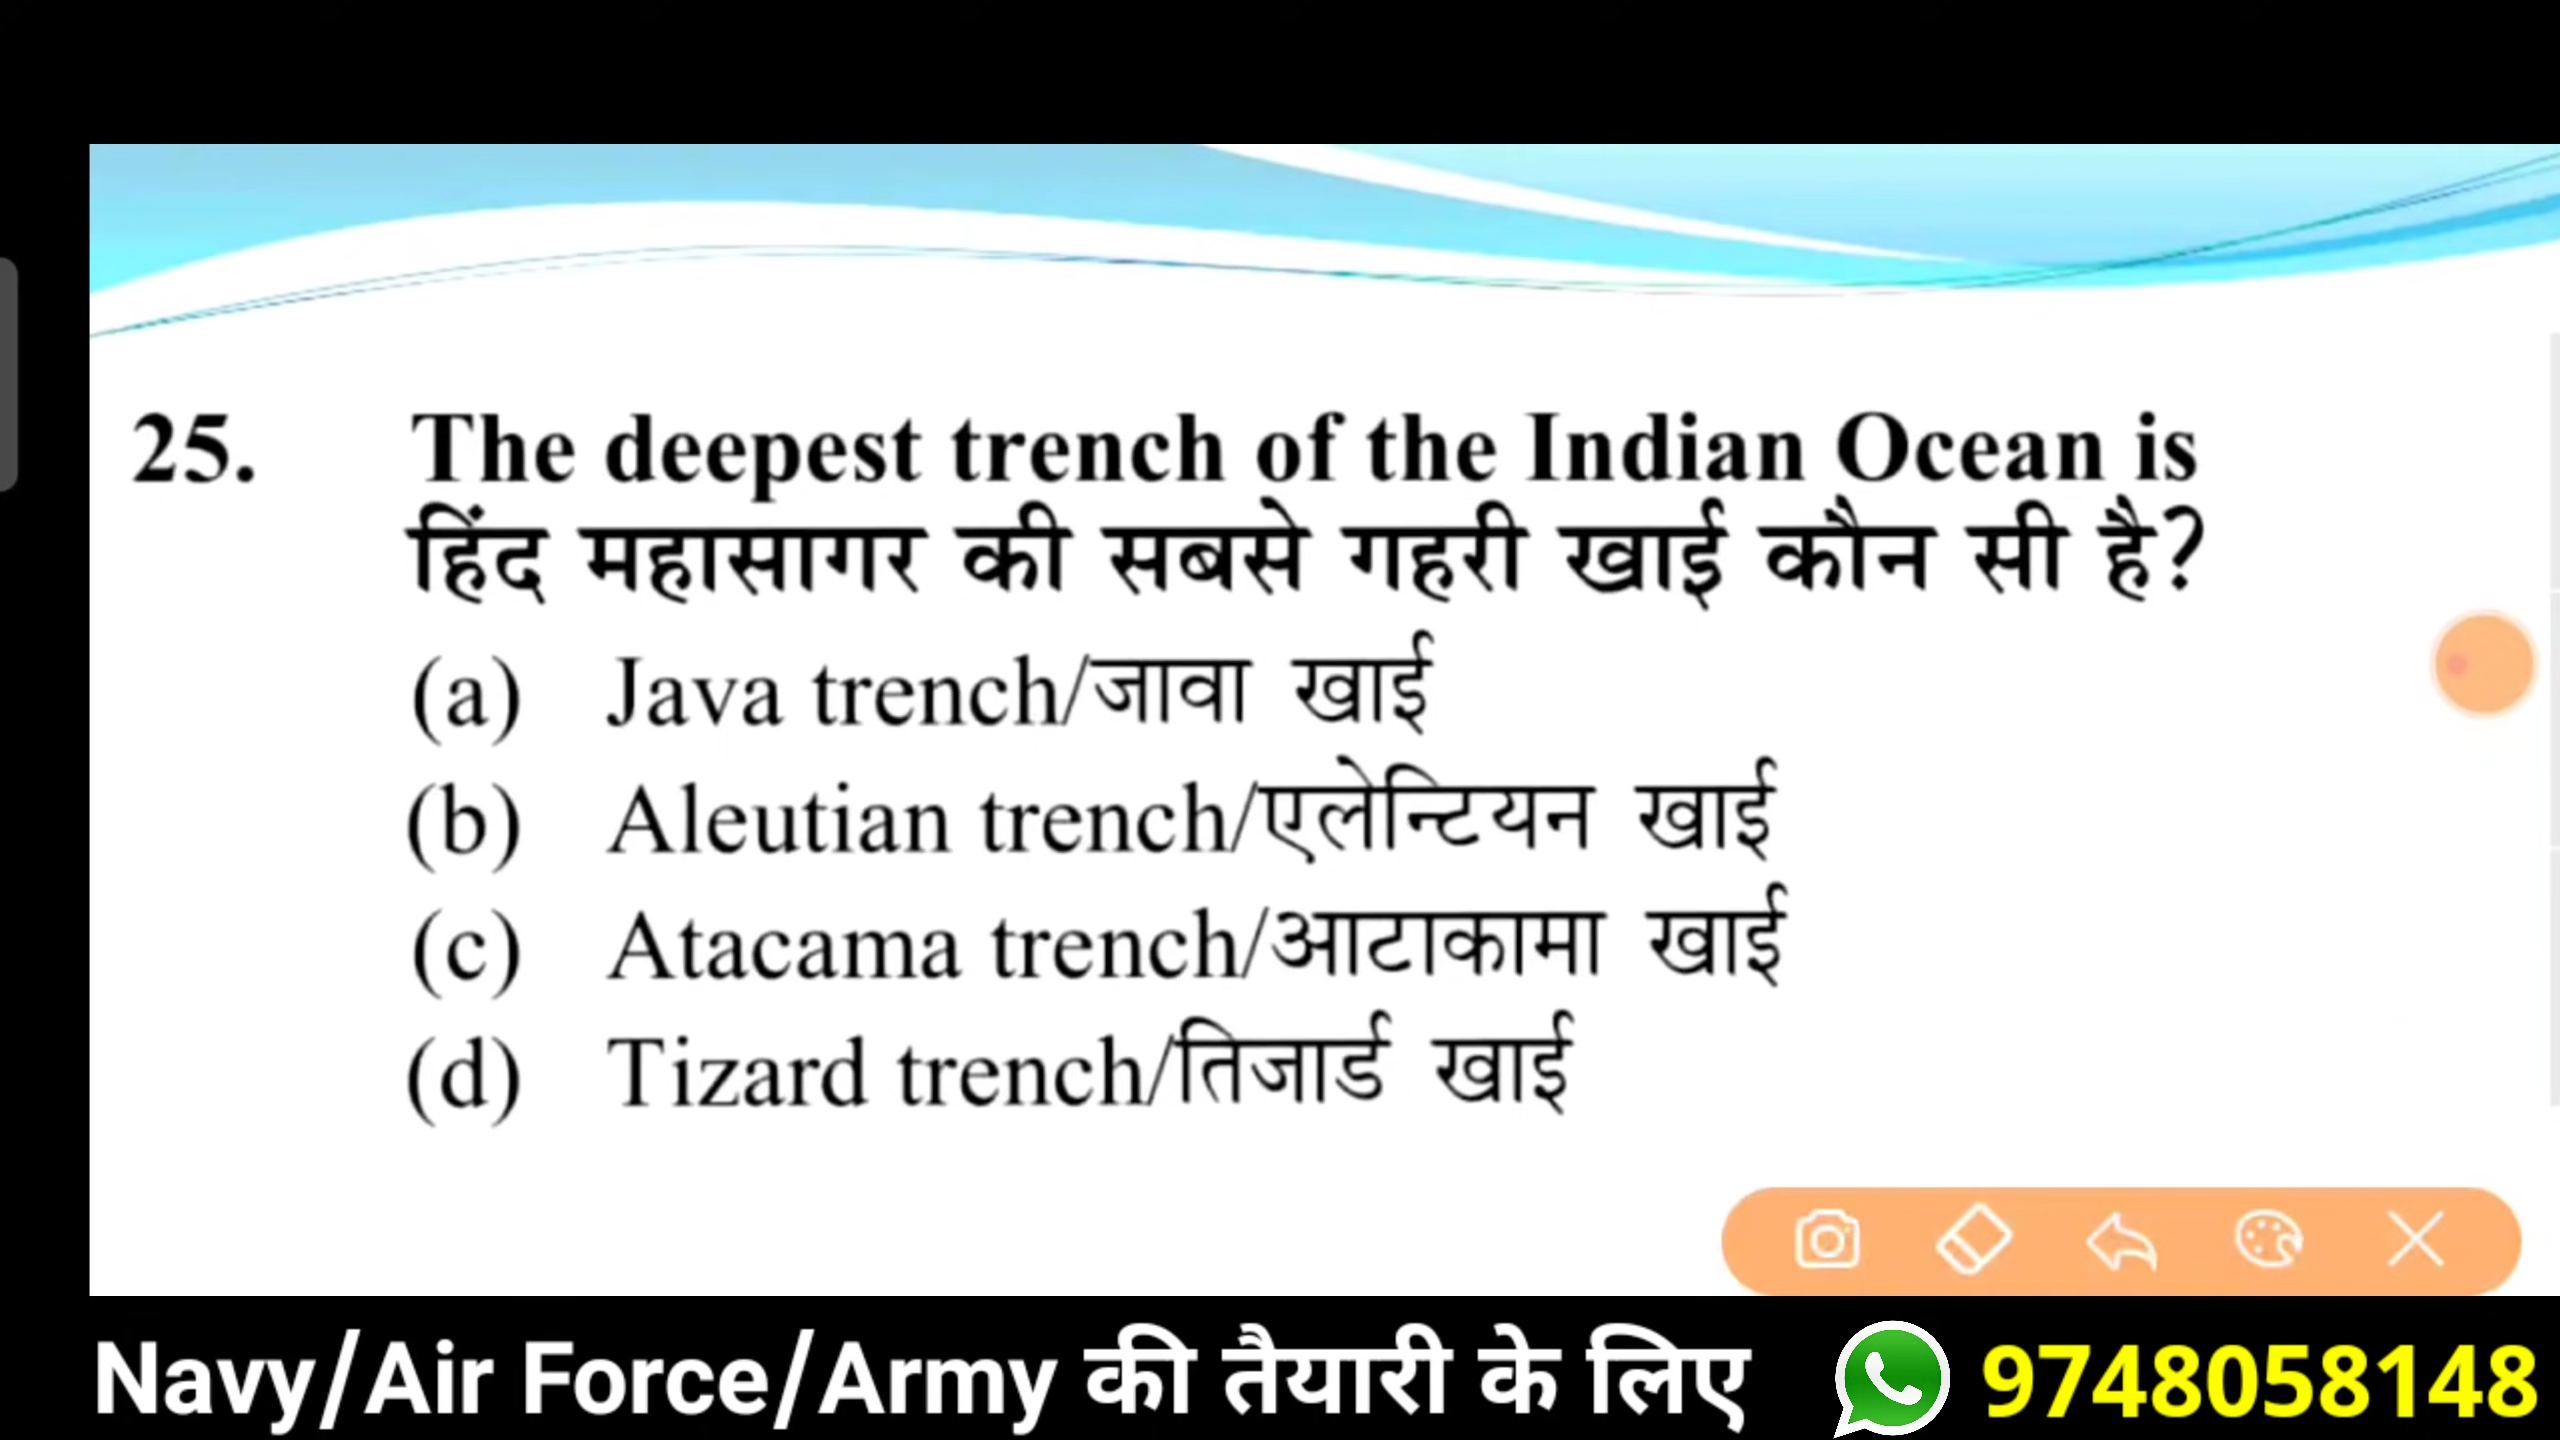 25. The deepest trench of the Indian Ocean is
हिंद महासागर की सबसे गहरी खाई कौन सी है?
(a) Java trench/जावा खाई
(b) Aleutian trench/एलेन्टियन खाई
(c) Atacama trench/आटाकामा खाई
(d) Tizard trench/तिजार्ड खाई
Navy/Air Force/Army की तैयारी के लिए 9748058148